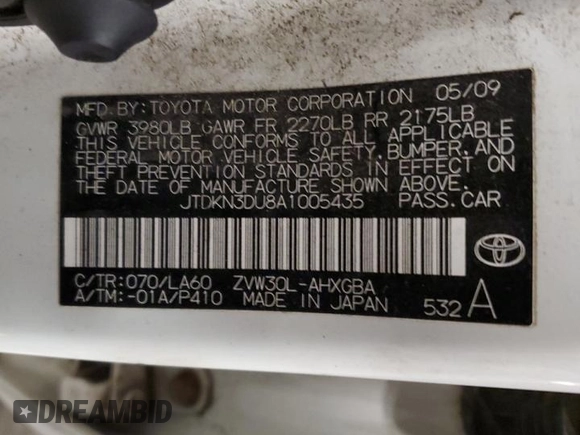 MFD.BY:TOYOTA MOTOR CORPORATION 05/09
GVWR 3980LB GAWR FR 2270LB RR 2175LB
THIS VEHICLE CONFORMS TO ALL APPLICABLE
FEDERAL MOTOR VEHICLE SAFETY, BUMPER, AND
THEFT PREVENTION STANDARDS IN EFFECT ON
THE DATE OF MANUFACTURE SHOWN ABOVE.
JTDKN3DU8A1005435 PASS.CAR
C/TR:070/LA60 ZVW30L-AHXGBA
A/TM:-01A/P410 MADE IN JAPAN 532 A
DREAMBID